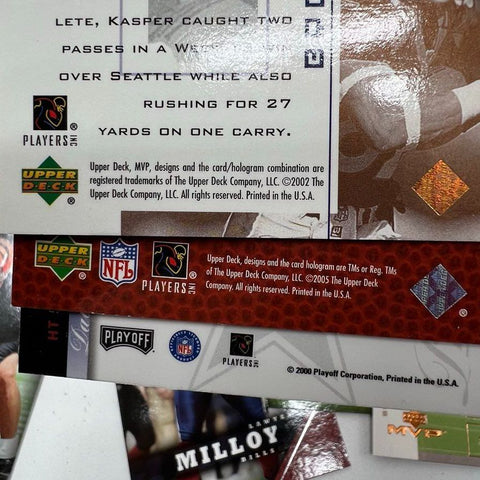 LETE, KASPER CAUGHT TWO
PASSES IN A WEEK
OVER SEATTLE WHILE ALSO
RUSHING FOR 27
YARDS ON ONE CARRY.
PLAYERS INC ®
UPPER DECK ®
Upper Deck, MVP, designs and the card/hologram combination are
registered trademarks of The Upper Deck Company, LLC. ©2002 The
Upper Deck Company, LLC. All rights reserved. Printed in the U.S.A.
UPPER DECK
NFL
PLAYERS INC
Upper Deck, designs and the card hologram are TMs or Reg. TMs
of The Upper Deck Company, LLC. ©2005 The Upper Deck
Company, LLC. All rights reserved. Printed in the U.S.A.
®
HT
PLAYOFF
NFL
PLAYERS INC
© 2000 Playoff Corporation, Printed in the U.S.A.
LAWYER
MILLOY
BILLS
MVP